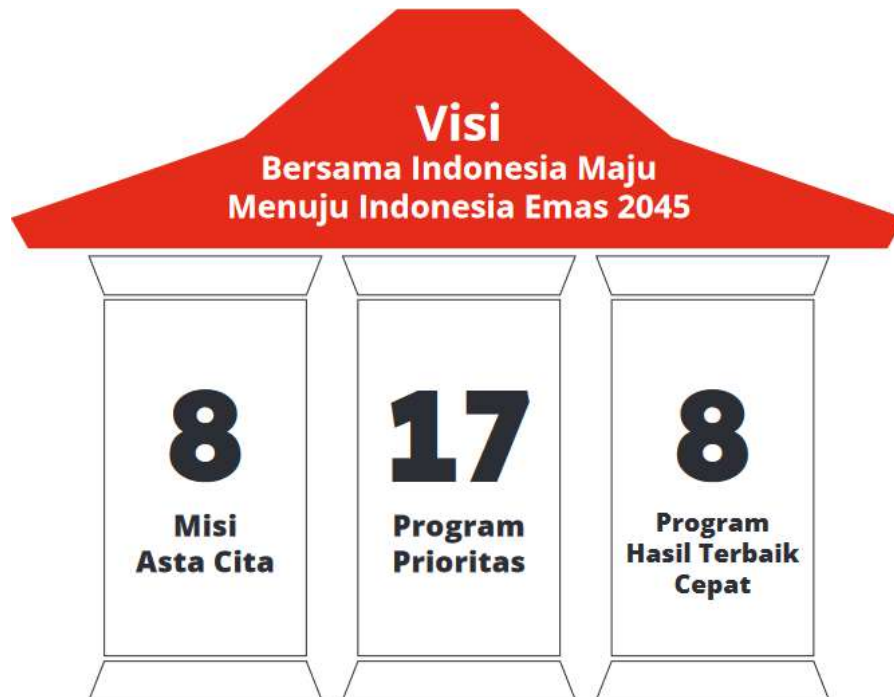 Visi
Bersama Indonesia Maju
Menuju Indonesia Emas 2045
8
Misi
Asta Cita
17
Program
Prioritas
8
Program
Hasil Terbaik
Cepat